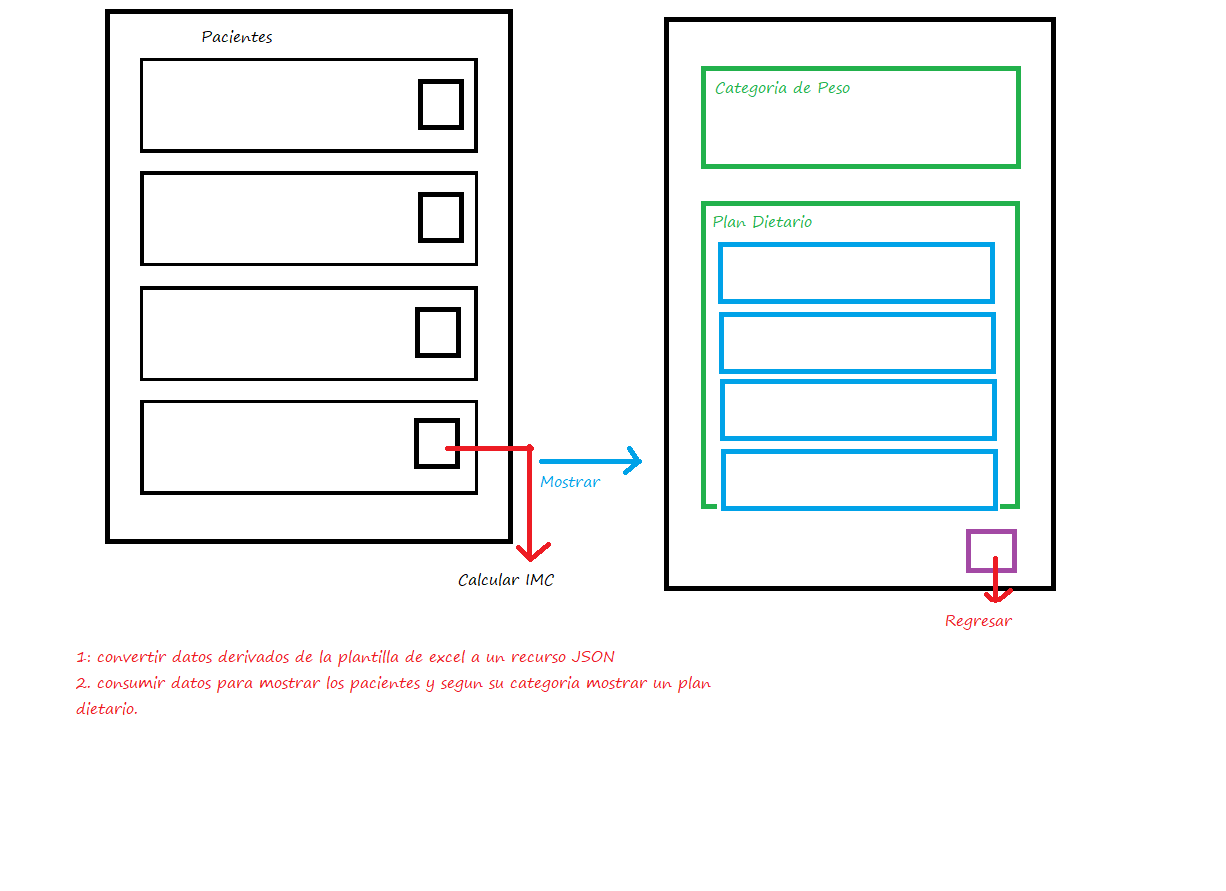 Pacientes
Categoria de Peso
Plan Dietario
Mostrar
Calcular IMC
Regresar
1: convertir datos derivados de la plantilla de excel a un recurso JSON
2. consumir datos para mostrar los pacientes y segun su categoria mostrar un plan
dietario.